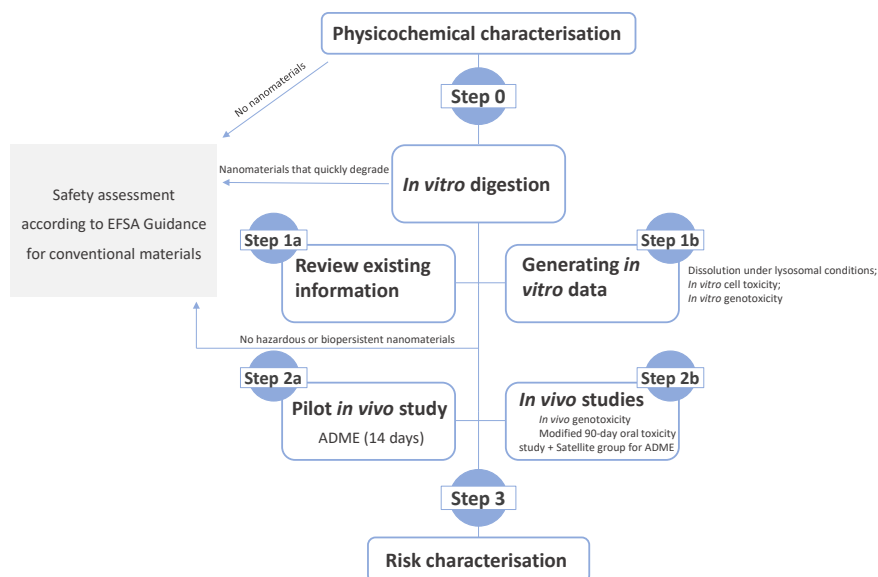 Physicochemical characterisation
No nanomaterials
Step 0
Nanomaterials that quickly degrade
In vitro digestion
Safety assessment
according to EFSA Guidance
for conventional materials
Step 1a
Review existing
information
Step 1b
Generating in
vitro data
Dissolution under lysosomal conditions;
In vitro cell toxicity;
In vitro genotoxicity
No hazardous or biopersistent nanomaterials
Step 2a
Pilot in vivo study
ADME (14 days)
Step 2b
In vivo studies
In vivo genotoxicity
Modified 90-day oral toxicity
study + Satellite group for ADME
Step 3
Risk characterisation